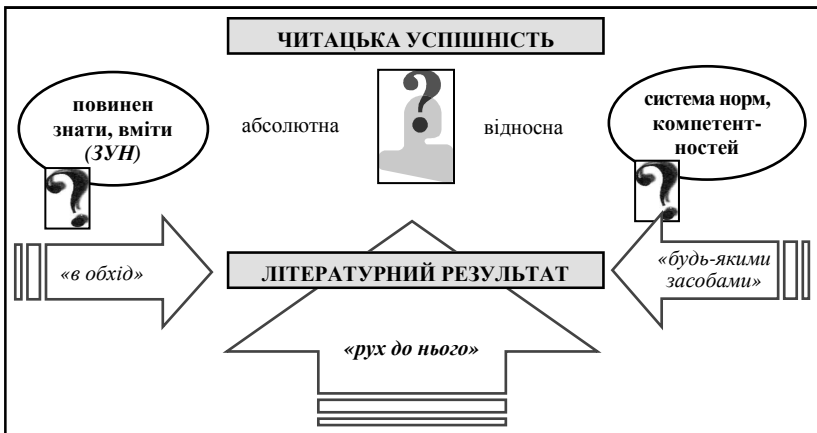 ЧИТАЦЬКА УСПІШНІСТЬ
повинен
знати, вміти
(ЗУН)
абсолютна
відносна
система норм,
компетент-
ностей
«в обхід»
ЛІТЕРАТУРНИЙ РЕЗУЛЬТАТ
«будь-якими
засобами»
«рух до нього»